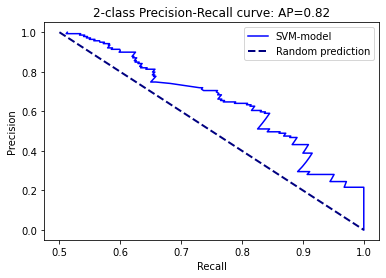 2-class Precision-Recall curve: AP=0.82
SVM-model
Random prediction
Precision
1.0
0.8
0.6
0.4
0.2
0.0
0.5 0.6 0.7 0.8 0.9 1.0
Recall